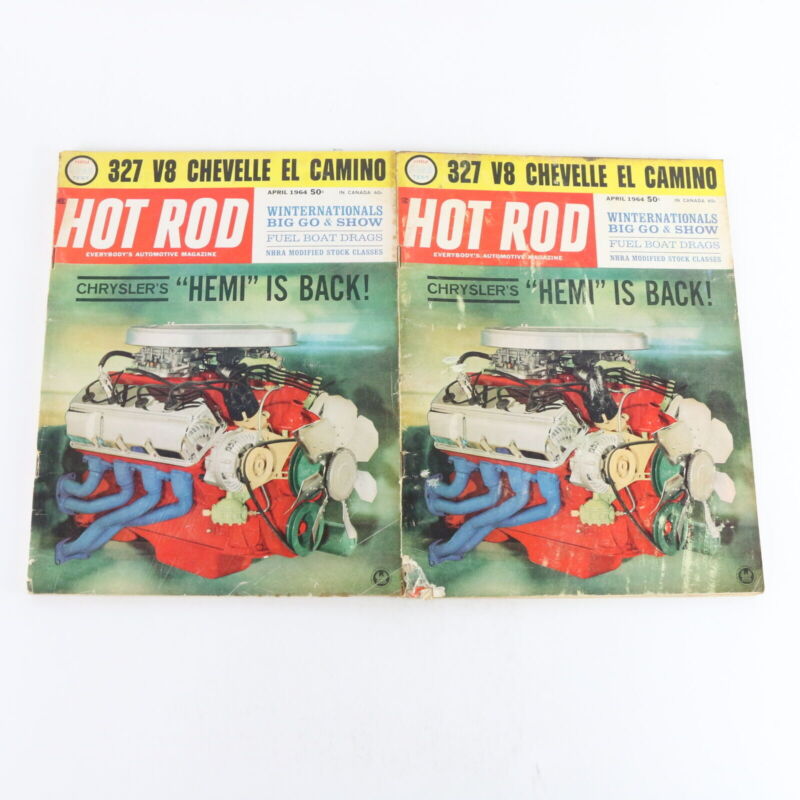 327 V8 CHEVELLE EL CAMINO
APRIL 1964 50¢
IN CANADA 60¢
HOT ROD
EVERYBODY'S AUTOMOTIVE MAGAZINE
WINTERNATIONALS
BIG GO & SHOW
FUEL BOAT DRAGS
NHRA MODIFIED STOCK CLASSES
CHRYSLER'S "HEMI" IS BACK!
327 V8 CHEVELLE EL CAMINO
APRIL 1964 50¢
IN CANADA 60¢
HOT ROD
EVERYBODY'S AUTOMOTIVE MAGAZINE
WINTERNATIONALS
BIG GO & SHOW
FUEL BOAT DRAGS
NHRA MODIFIED STOCK CLASSES
CHRYSLER'S "HEMI" IS BACK!